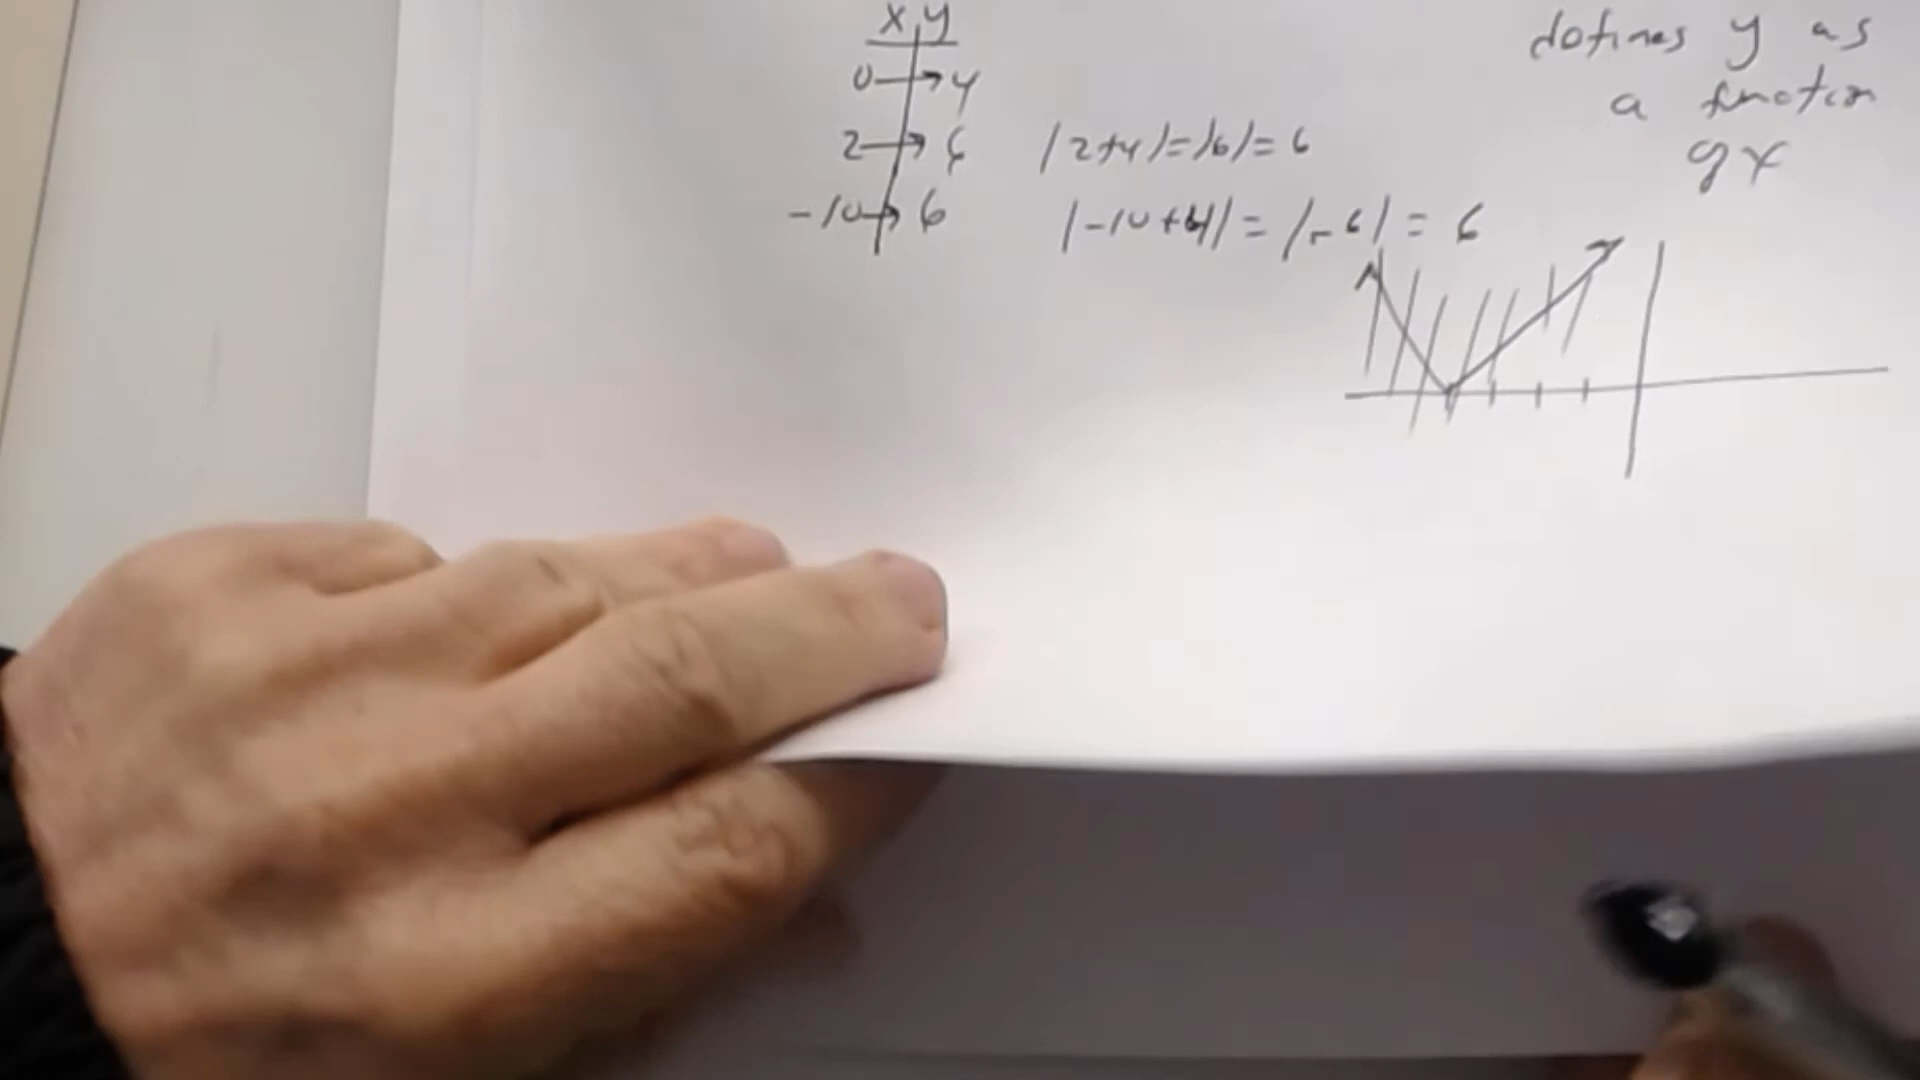 x y
0 → 4
2 → 6
|2+4|=|6|= 6
-10 → 6
|-10+4| = |-6| = 6
defines y as
a function
of x